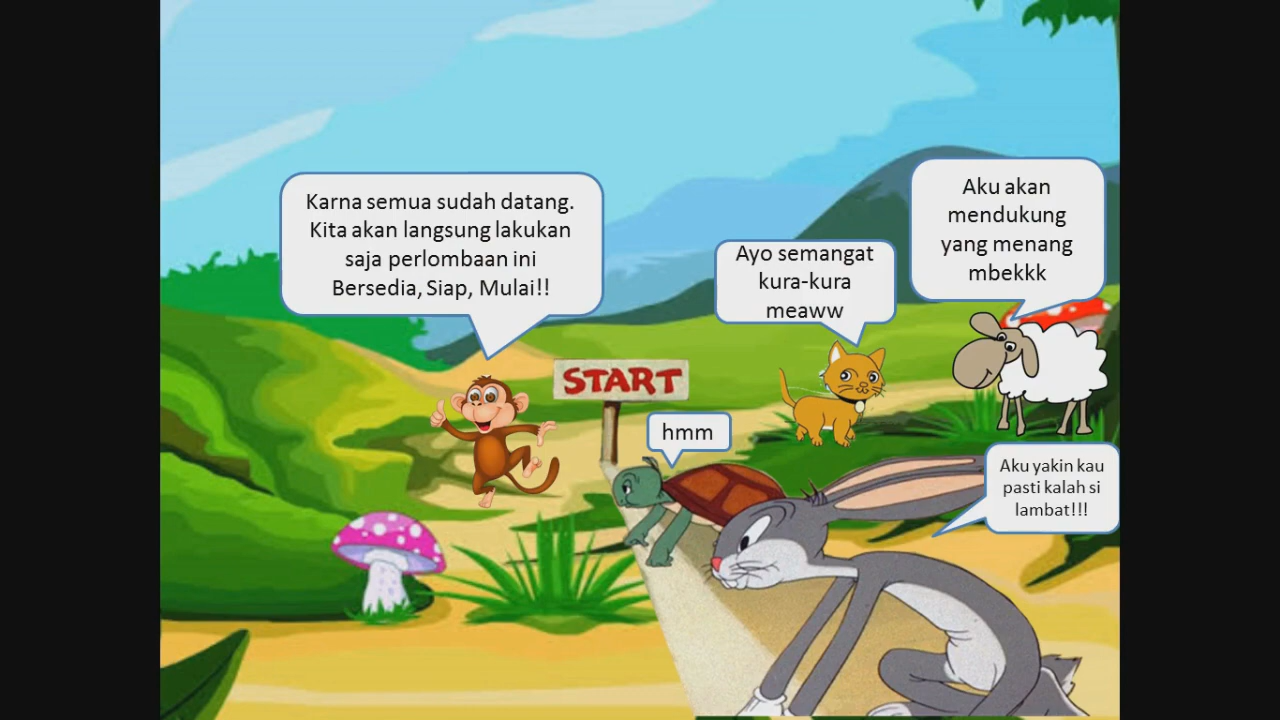 Karna semua sudah datang.
Kita akan langsung lakukan
saja perlombaan ini
Bersedia, Siap, Mulai!!
Ayo semangat
kura-kura
meaww
Aku akan
mendukung
yang menang
mbekkk
START
hmm
Aku yakin kau
pasti kalah si
lambat!!!